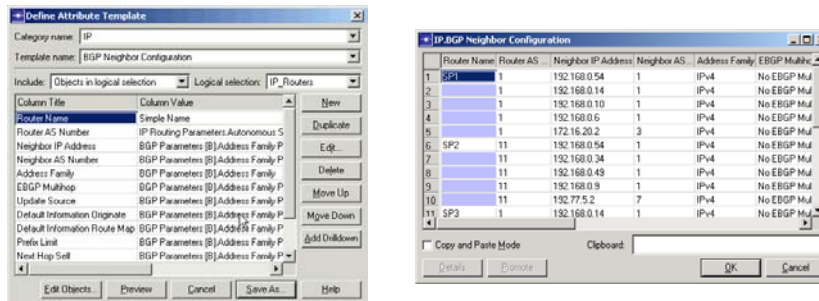 Define Attribute Template
Category name: IP
Template name: BGP Neighbor Configuration
Include: Objects in logical selection Logical selection: IP_Routers
Column Title Column Value
Router Name Simple Name
Router AS Number IP Routing Parameters.Autonomous S
Neighbor IP Address BGP Parameters [B].Address Family P
Neighbor AS Number BGP Parameters [B].Address Family P
Address Family BGP Parameters [B].Address Family
EBGP Multihop BGP Parameters [B].Address Family P
Update Source BGP Parameters [B].Address Family P
Default Information Originate BGP Parameters [B].Address Family P
Default Information Route Map BGP Parameters [B].Address Family P
Prefix Limit BGP Parameters [B].Address Family P
Next Hop Self BGP Parameters [B].Address Family P
New
Duplicate
Edit...
Delete
Move Up
Move Down
Add Drilldown
Edit Objects... Preview Cancel Save As... Help
IP.BGP Neighbor Configuration
Router Name Router AS ... Neighbor IP Address Neighbor AS... Address Family EBGP Multiho
1 SP1 1 192.168.0.54 1 IPv4 No EBGP Mul
2 1 192.168.0.14 1 IPv4 No EBGP Mul
3 1 192.168.0.10 1 IPv4 No EBGP Mul
4 1 192.168.0.6 1 IPv4 No EBGP Mul
5 1 172.16.20.2 3 IPv4 No EBGP Mul
6 SP2 11 192.168.0.54 1 IPv4 No EBGP Mul
7 11 192.168.0.34 1 IPv4 No EBGP Mul
8 11 192.168.0.49 1 IPv4 No EBGP Mul
9 11 192.168.0.9 1 IPv4 No EBGP Mul
10 11 192.77.5.2 7 IPv4 No EBGP Mul
11 SP3 1 192.168.0.14 1 IPv4 No EBGP Mul
Copy and Paste Mode Clipboard:
Details Promote OK Cancel